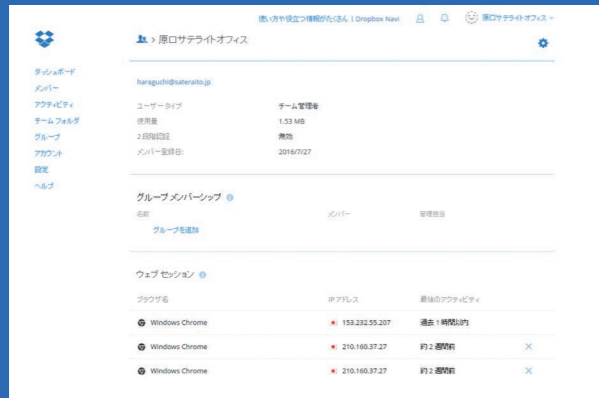 使い方や役立つ情報がたくさん！Dropbox Navi
原口サテライトオフィス
> 原口サテライトオフィス
ダッシュボード
メンバー
アクティビティ
チーム フォルダ
グループ
アカウント
設定
ヘルプ
haraguchi@sateraito.jp
ユーザー タイプ チーム管理者
使用量 1.53 MB
2 段階認証 無効
メンバー登録日: 2016/7/27
グループ メンバーシップ
名前 メンバー 管理担当
グループを追加
ウェブ セッション
ブラウザ名 IP アドレス 最後のアクティビティ
Windows Chrome 153.232.55.207 過去 1 時間以内
Windows Chrome 210.160.37.27 約 2 週間前
Windows Chrome 210.160.37.27 約 2 週間前